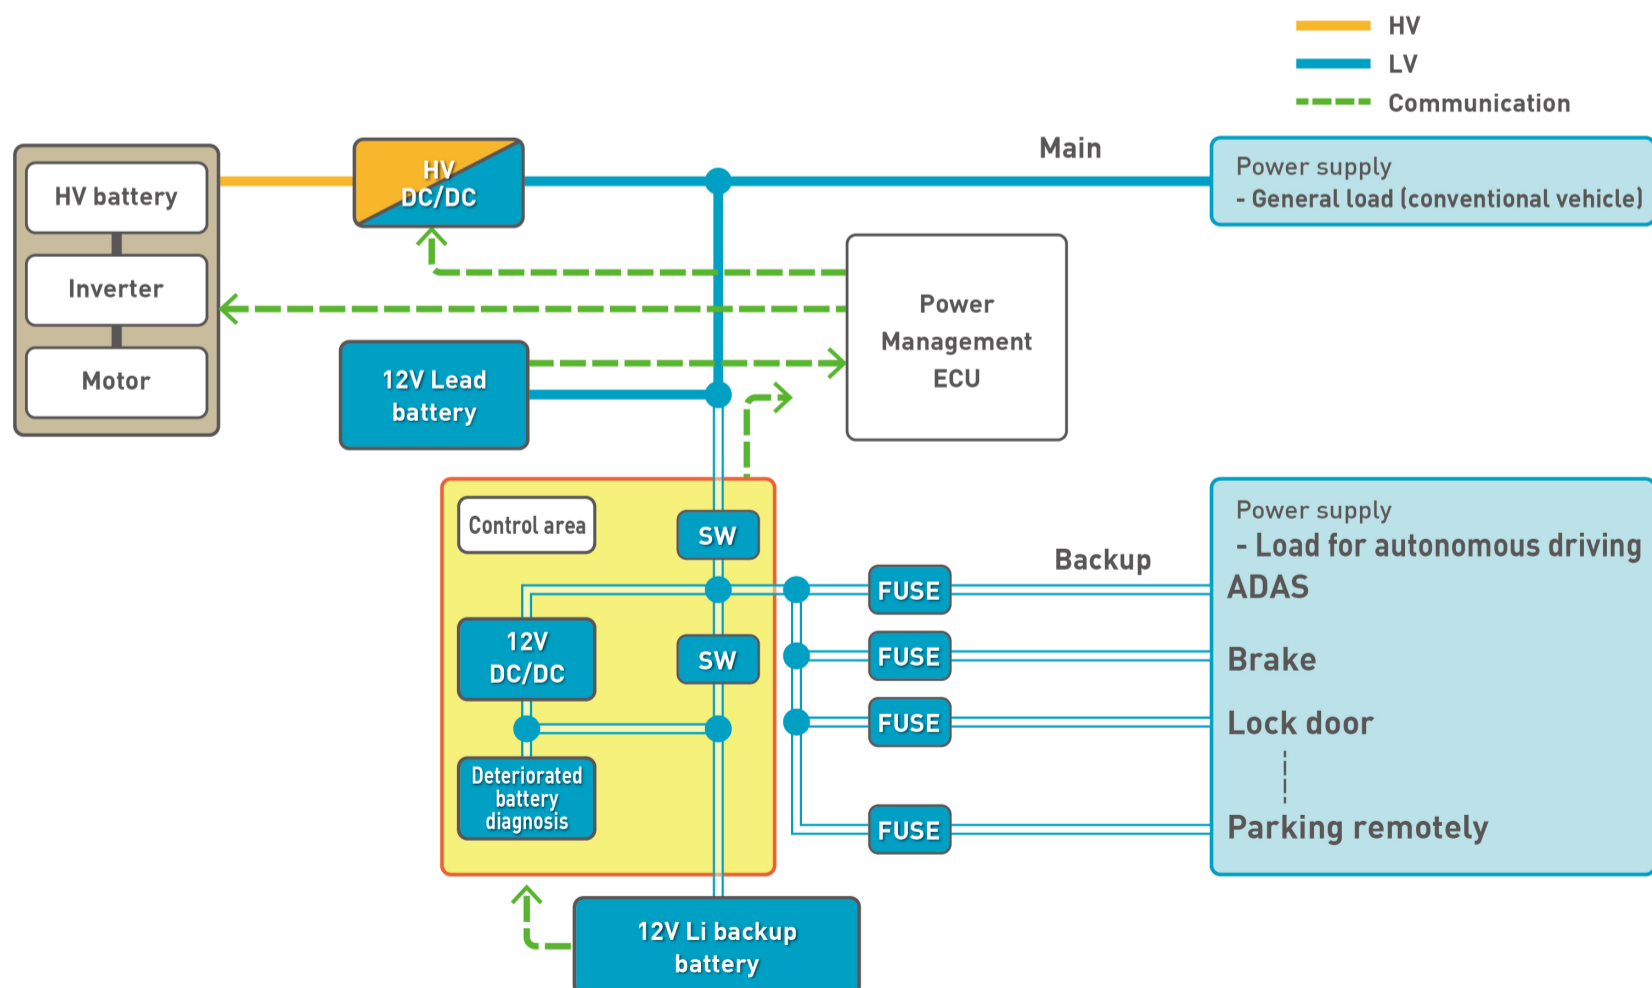 HV
LV
Communication
HV battery
Inverter
Motor
HV
DC/DC
Main
Power supply
- General load (conventional vehicle)
Power
Management
ECU
12V Lead
battery
Control area
SW
12V
DC/DC
SW
Deteriorated
battery
diagnosis
12V Li backup
battery
Backup
FUSE
FUSE
FUSE
FUSE
Power supply
- Load for autonomous driving
ADAS
Brake
Lock door
Parking remotely